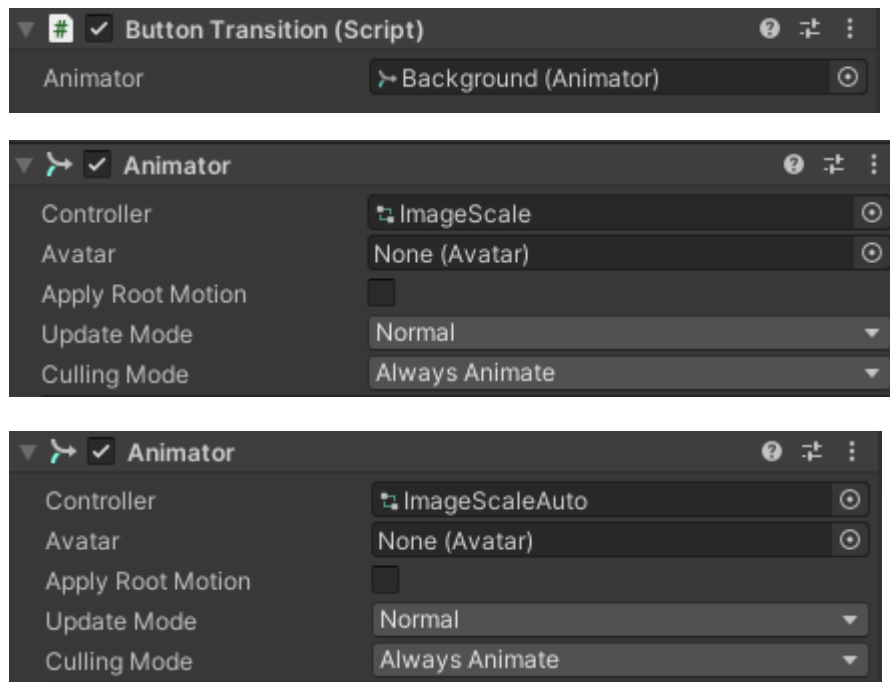 Button Transition (Script)
Animator Background (Animator)
Animator
Controller ImageScale
Avatar None (Avatar)
Apply Root Motion
Update Mode Normal
Culling Mode Always Animate
Animator
Controller ImageScaleAuto
Avatar None (Avatar)
Apply Root Motion
Update Mode Normal
Culling Mode Always Animate